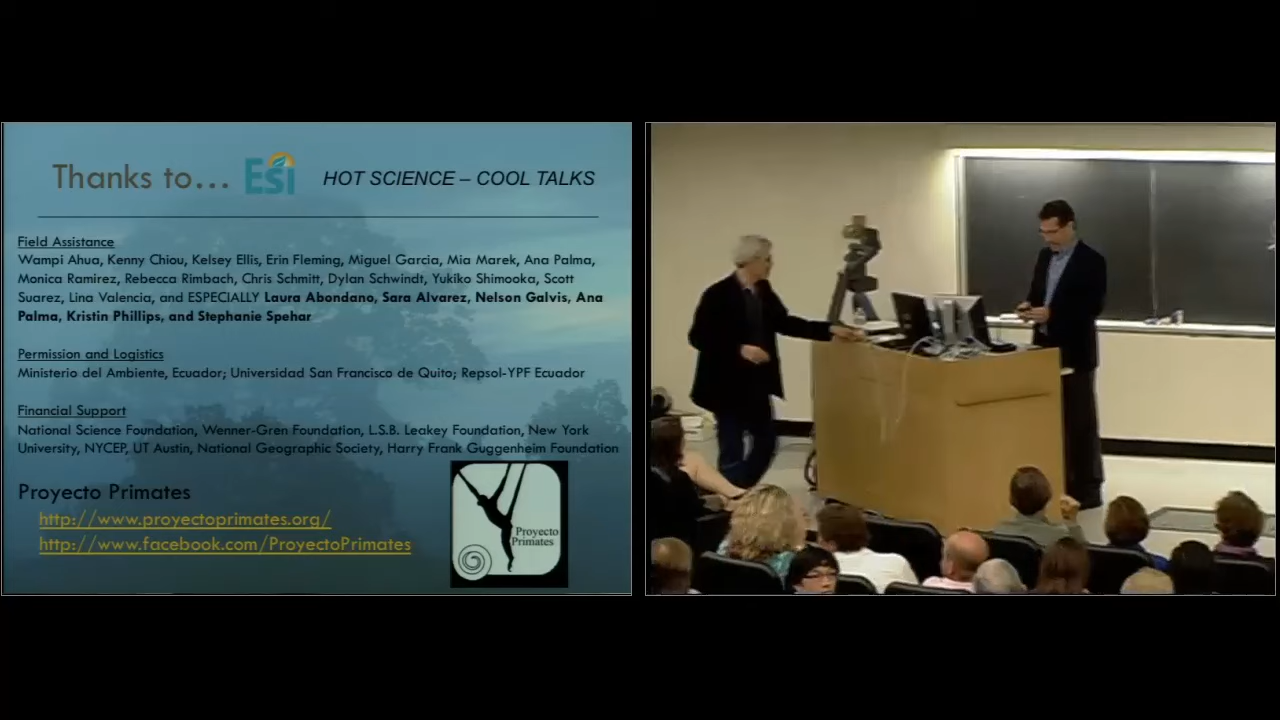 Thanks to... Esi HOT SCIENCE – COOL TALKS
Field Assistance
Wampi Ahua, Kenny Chiou, Kelsey Ellis, Erin Fleming, Miguel Garcia, Mia Marek, Ana Palma,
Monica Ramirez, Rebecca Rimbach, Chris Schmitt, Dylan Schwindt, Yukiko Shimooka, Scott
Suarez, Lina Valencia, and ESPECIALLY Laura Abondano, Sara Alvarez, Nelson Galvis, Ana
Palma, Kristin Phillips, and Stephanie Spehar
Permission and Logistics
Ministerio del Ambiente, Ecuador; Universidad San Francisco de Quito; Repsol-YPF Ecuador
Financial Support
National Science Foundation, Wenner-Gren Foundation, L.S.B. Leakey Foundation, New York
University, NYCEP, UT Austin, National Geographic Society, Harry Frank Guggenheim Foundation
Proyecto Primates
http://www.proyectoprimates.org/
http://www.facebook.com/ProyectoPrimates
Proyecto
Primates